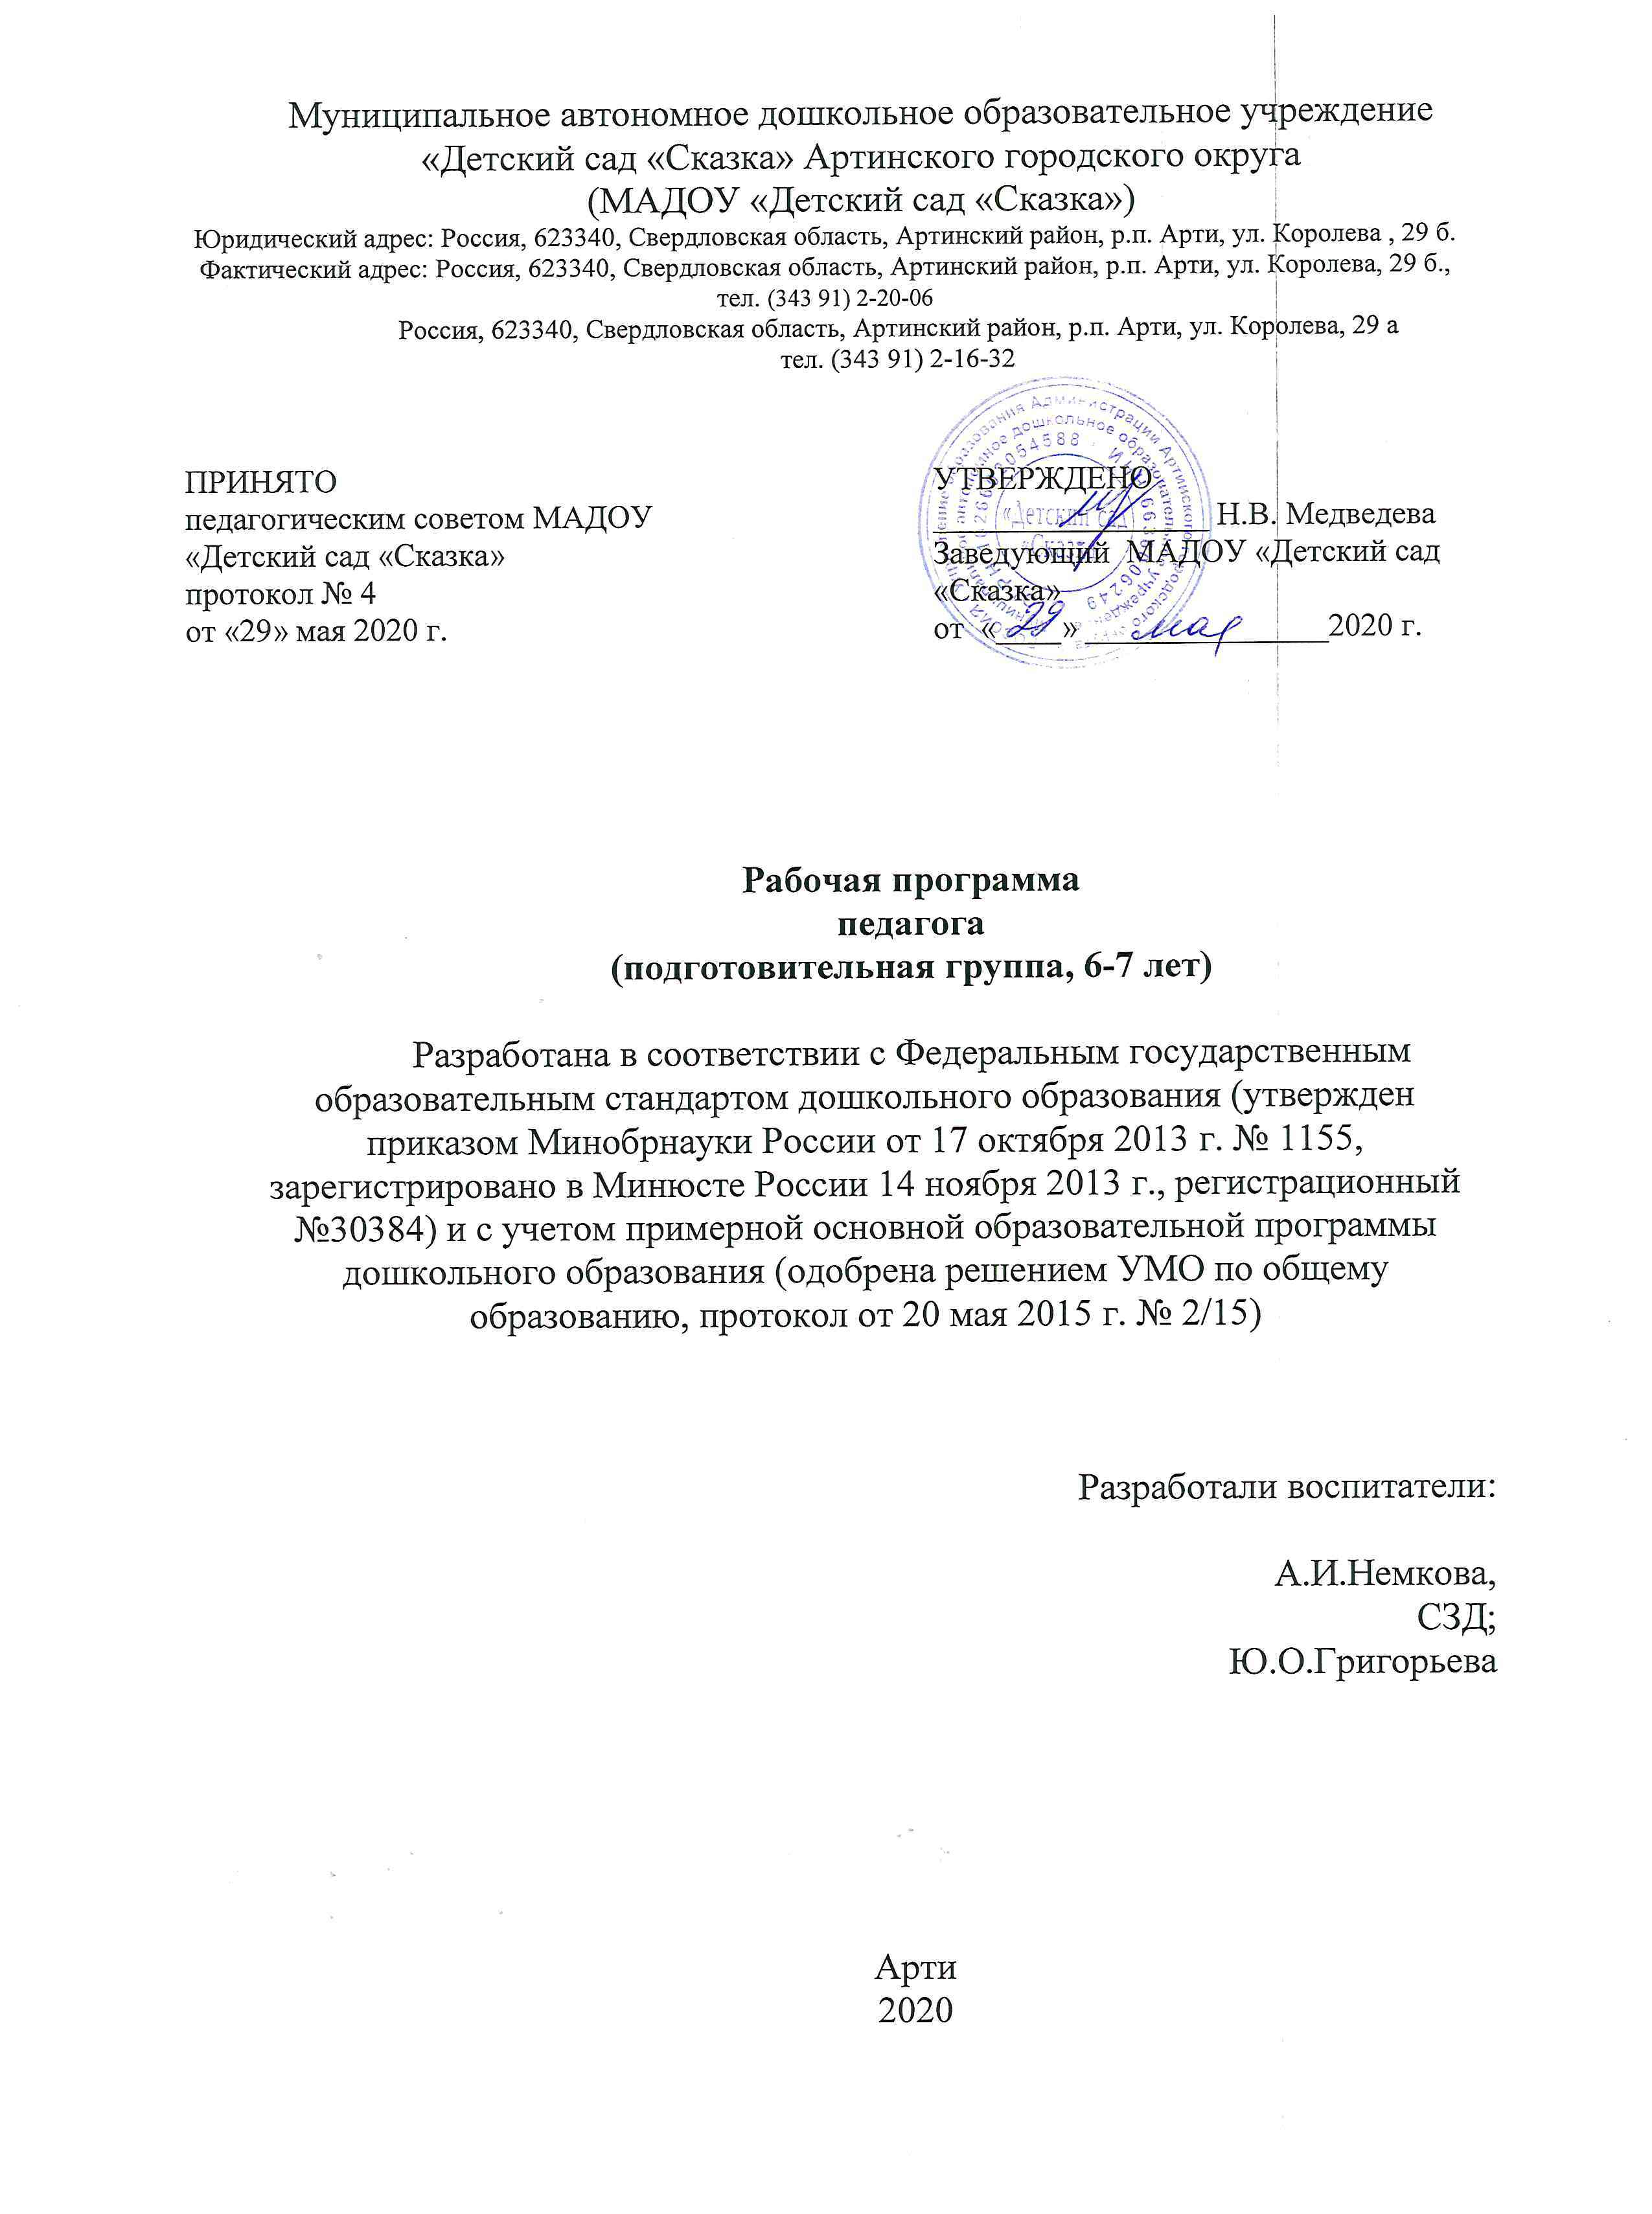 Муниципальное автономное дошкольное образовательное учреждение
«Детский сад «Сказка» Артинского городского округа
(МАДОУ «Детский сад «Сказка»)
Юридический адрес: Россия, 623340, Свердловская область, Артинский район, р.п. Арти, ул. Королева , 29 б.
Фактический адрес: Россия, 623340, Свердловская область, Артинский район, р.п. Арти, ул. Королева, 29 б.,
тел. (343 91) 2-20-06
Россия, 623340, Свердловская область, Артинский район, р.п. Арти, ул. Королева, 29 а
тел. (343 91) 2-16-32
ПРИНЯТО
педагогическим советом МАДОУ
«Детский сад «Сказка»
протокол № 4
от «29» мая 2020 г.
УТВЕРЖДЕНО
Н.В. Медведева
Заведующий МАДОУ «Детский сад
«Сказка»
от «29» мая 2020 г.
«Детский сад
«Сказка»
Рабочая программа
педагога
(подготовительная группа, 6-7 лет)
Разработана в соответствии с Федеральным государственным
образовательным стандартом дошкольного образования (утвержден
приказом Минобрнауки России от 17 октября 2013 г. № 1155,
зарегистрировано в Минюсте России 14 ноября 2013 г., регистрационный
№30384) и с учетом примерной основной образовательной программы
дошкольного образования (одобрена решением УМО по общему
образованию, протокол от 20 мая 2015 г. № 2/15)
Разработали воспитатели:
А.И.Немкова,
СЗД;
Ю.О.Григорьева
Арти
2020